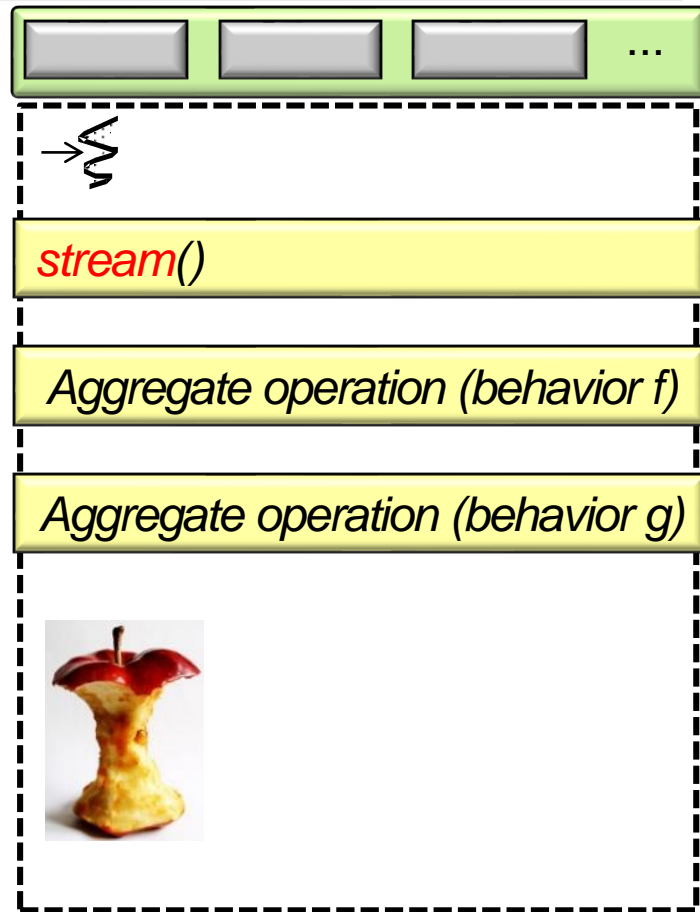 ...
stream()
Aggregate operation (behavior f)
Aggregate operation (behavior g)